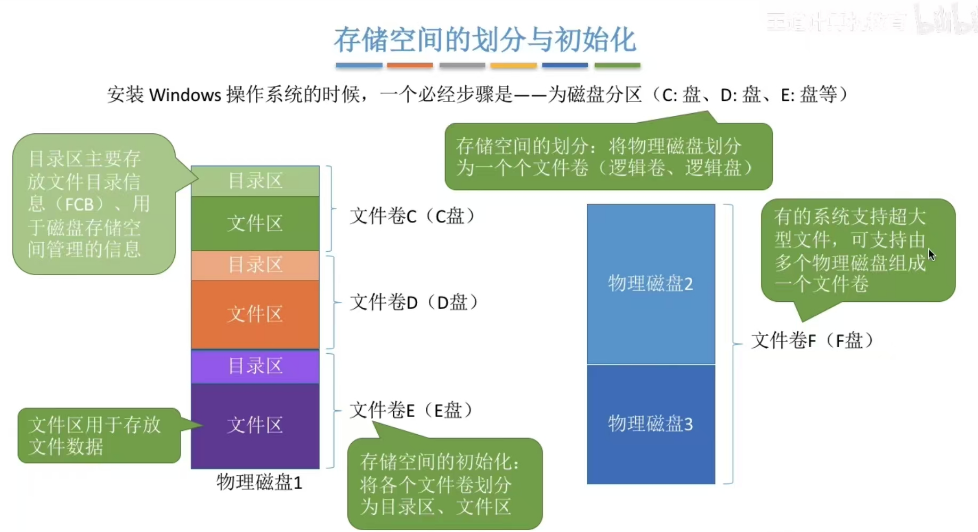 存储空间的划分与初始化
安装 Windows 操作系统的时候，一个必经步骤是——为磁盘分区（C: 盘、D: 盘、E: 盘等）
存储空间的划分：将物理磁盘划分
为一个个文件卷（逻辑卷、逻辑盘）
目录区主要存
放文件目录信
息（FCB）、用
于磁盘存储空
间管理的信息
目录区
文件区
文件卷C（C盘）
目录区
文件区
文件卷D（D盘）
目录区
文件区
文件卷E（E盘）
文件区用于存放
文件数据
物理磁盘1
存储空间的初始化：
将各个文件卷划分
为目录区、文件区
物理磁盘2
物理磁盘3
有的系统支持超大
型文件，可支持由
多个物理磁盘组成
一个文件卷
文件卷F（F盘）